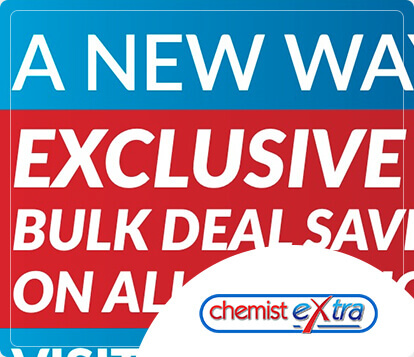 A NEW WA
EXCLUSIVE
BULK DEAL SAV
ON AL
chemist extra